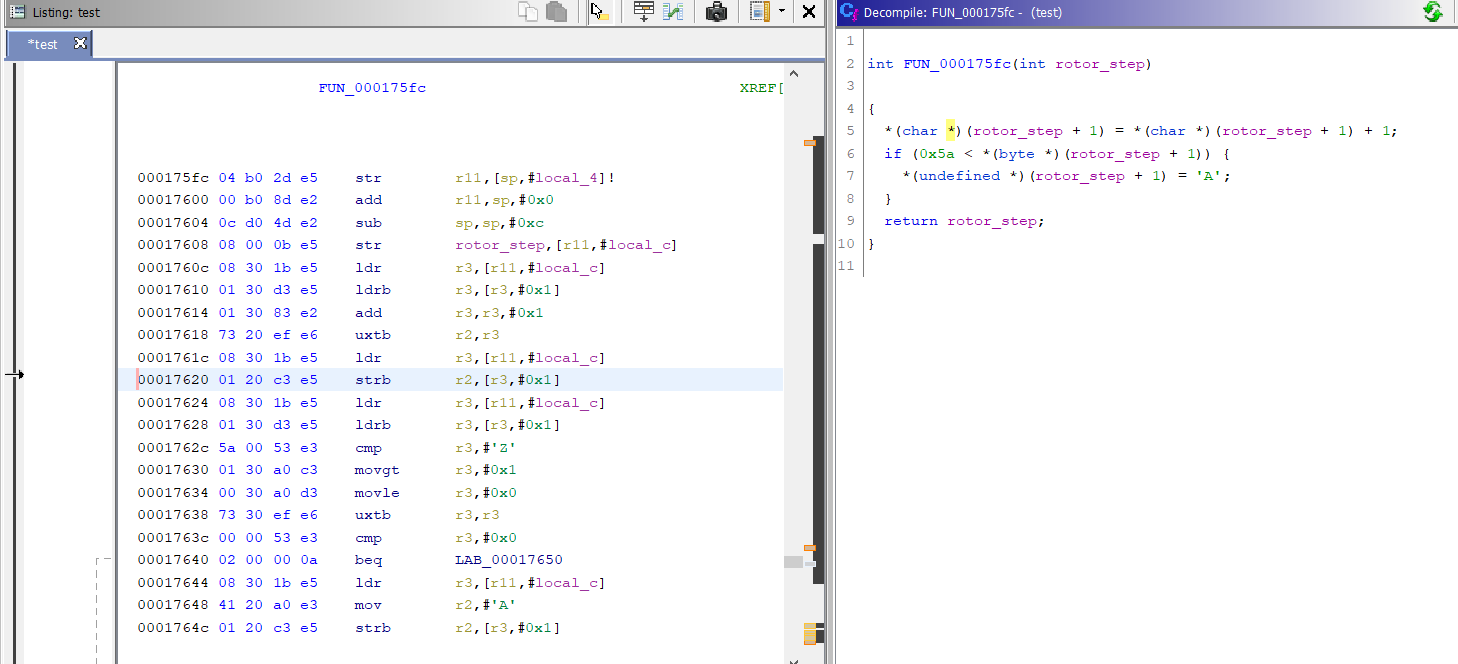 Listing: test
*test
FUN_000175fc XREF[
000175fc 04 b0 2d e5 str r11,[sp,#local_4]!
00017600 00 b0 8d e2 add r11,sp,#0x0
00017604 0c d0 4d e2 sub sp,sp,#0xc
00017608 08 00 0b e5 str rotor_step,[r11,#local_c]
0001760c 08 30 1b e5 ldr r3,[r11,#local_c]
00017610 01 30 d3 e5 ldrb r3,[r3,#0x1]
00017614 01 30 83 e2 add r3,r3,#0x1
00017618 73 20 ef e6 uxtb r2,r3
0001761c 08 30 1b e5 ldr r3,[r11,#local_c]
00017620 01 20 c3 e5 strb r2,[r3,#0x1]
00017624 08 30 1b e5 ldr r3,[r11,#local_c]
00017628 01 30 d3 e5 ldrb r3,[r3,#0x1]
0001762c 5a 00 53 e3 cmp r3,#'Z'
00017630 01 30 a0 c3 movgt r3,#0x1
00017634 00 30 a0 d3 movle r3,#0x0
00017638 73 30 ef e6 uxtb r3,r3
0001763c 00 00 53 e3 cmp r3,#0x0
00017640 02 00 00 0a beq LAB_00017650
00017644 08 30 1b e5 ldr r3,[r11,#local_c]
00017648 41 20 a0 e3 mov r2,#'A'
0001764c 01 20 c3 e5 strb r2,[r3,#0x1]
Decompile: FUN_000175fc - (test)
1
2 int FUN_000175fc(int rotor_step)
3
4 {
5 *(char *)(rotor_step + 1) = *(char *)(rotor_step + 1) + 1;
6 if (0x5a < *(byte *)(rotor_step + 1)) {
7 *(undefined *)(rotor_step + 1) = 'A';
8 }
9 return rotor_step;
10 }
11